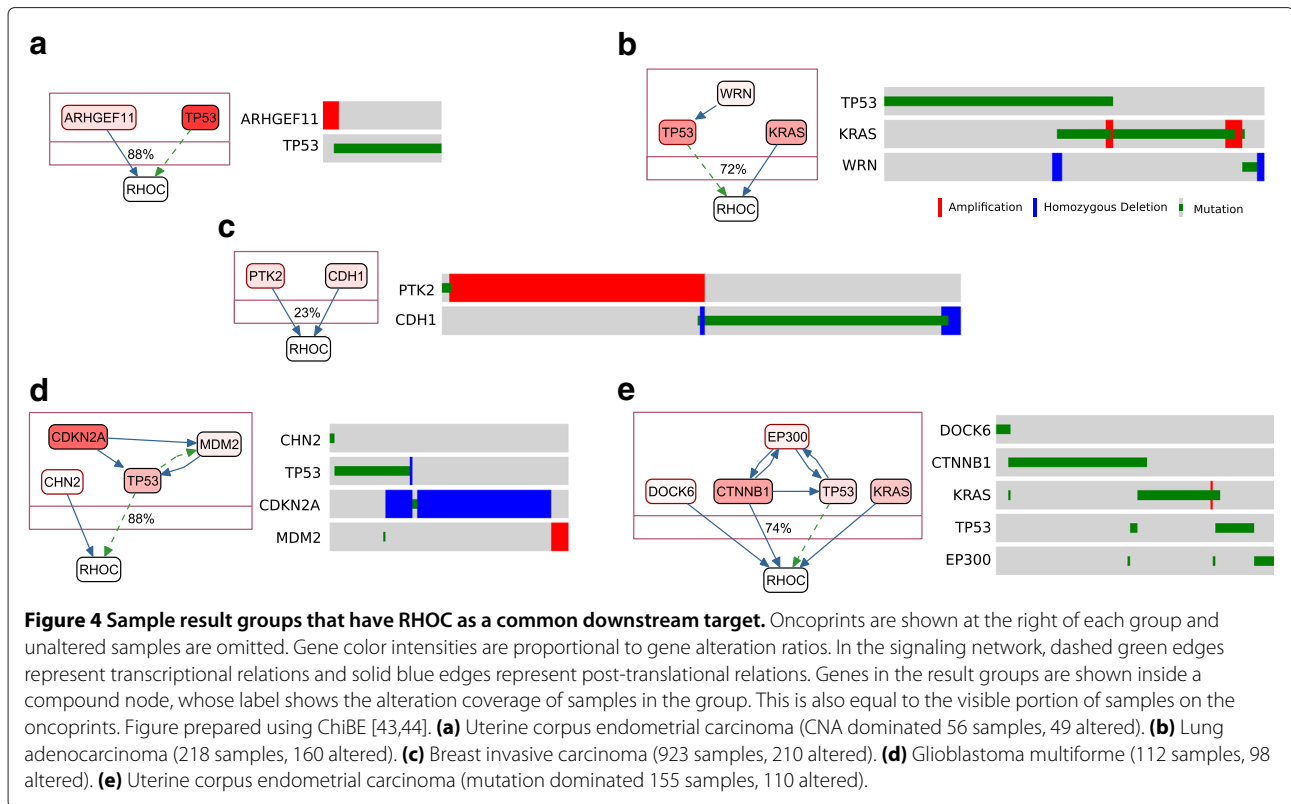 a
ARHGEF11
TP53
88%
RHOC
ARHGEF11
TP53
b
WRN
TP53
KRAS
72%
RHOC
TP53
KRAS
WRN
Amplification
Homozygous Deletion
Mutation
c
PTK2
CDH1
23%
RHOC
PTK2
CDH1
d
CDKN2A
MDM2
CHN2
TP53
88%
RHOC
CHN2
TP53
CDKN2A
MDM2
e
EP300
DOCK6
CTNNB1
TP53
KRAS
74%
RHOC
DOCK6
CTNNB1
KRAS
TP53
EP300
Figure 4 Sample result groups that have RHOC as a common downstream target. Oncoprints are shown at the right of each group and
unaltered samples are omitted. Gene color intensities are proportional to gene alteration ratios. In the signaling network, dashed green edges
represent transcriptional relations and solid blue edges represent post-translational relations. Genes in the result groups are shown inside a
compound node, whose label shows the alteration coverage of samples in the group. This is also equal to the visible portion of samples on the
oncoprints. Figure prepared using ChiBE [43,44]. (a) Uterine corpus endometrial carcinoma (CNA dominated 56 samples, 49 altered). (b) Lung
adenocarcinoma (218 samples, 160 altered). (c) Breast invasive carcinoma (923 samples, 210 altered). (d) Glioblastoma multiforme (112 samples, 98
altered). (e) Uterine corpus endometrial carcinoma (mutation dominated 155 samples, 110 altered).